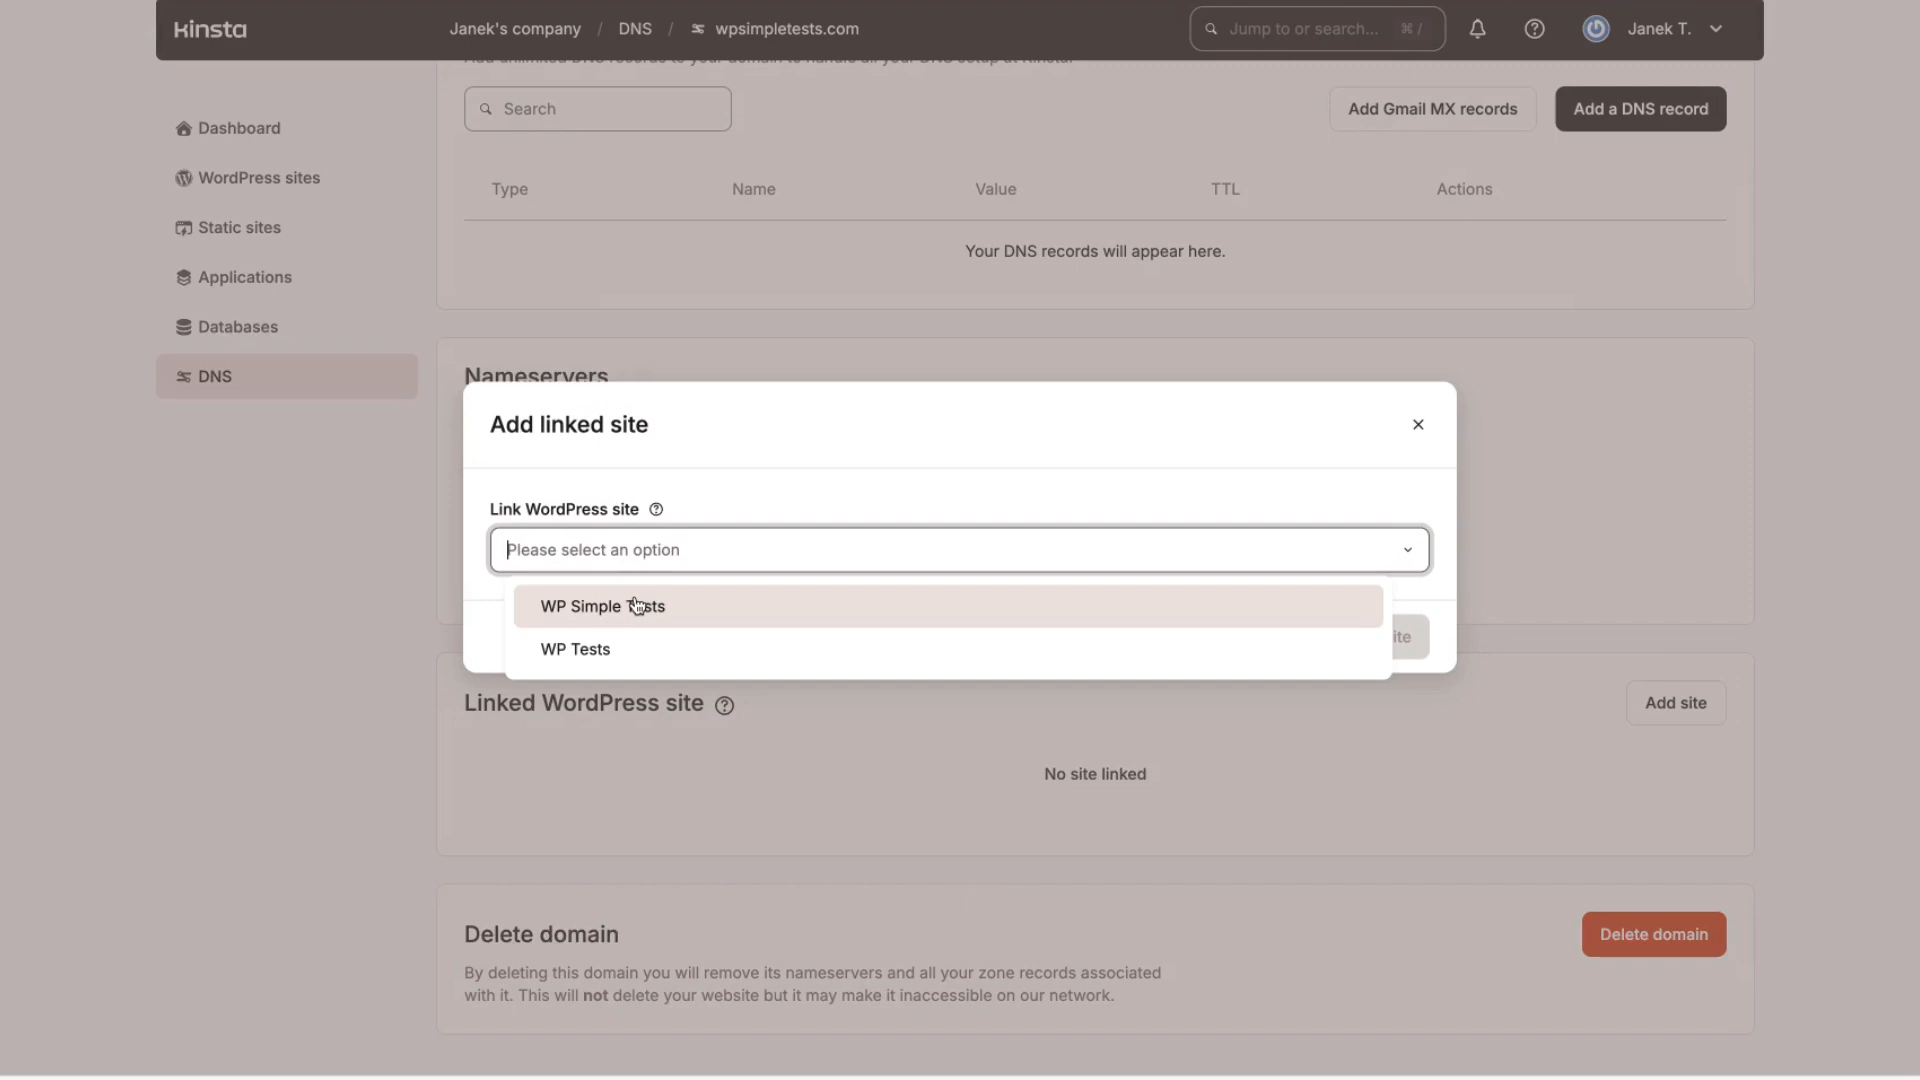 Kinsta
Janek's company / DNS / wpsimpletests.com
Jump to or search... ⌘ /
Janek T.
Add unlimited DNS records to your domain to handle all your DNS setup at Kinsta.
Search
Add Gmail MX records
Add a DNS record
Dashboard
WordPress sites
Static sites
Applications
Databases
DNS
Type Name Value TTL Actions
Your DNS records will appear here.
Nameservers
Add linked site
Link WordPress site
Please select an option
WP Simple Tests
WP Tests
ite
Linked WordPress site
Add site
No site linked
Delete domain
Delete domain
By deleting this domain you will remove its nameservers and all your zone records associated
with it. This will not delete your website but it may make it inaccessible on our network.